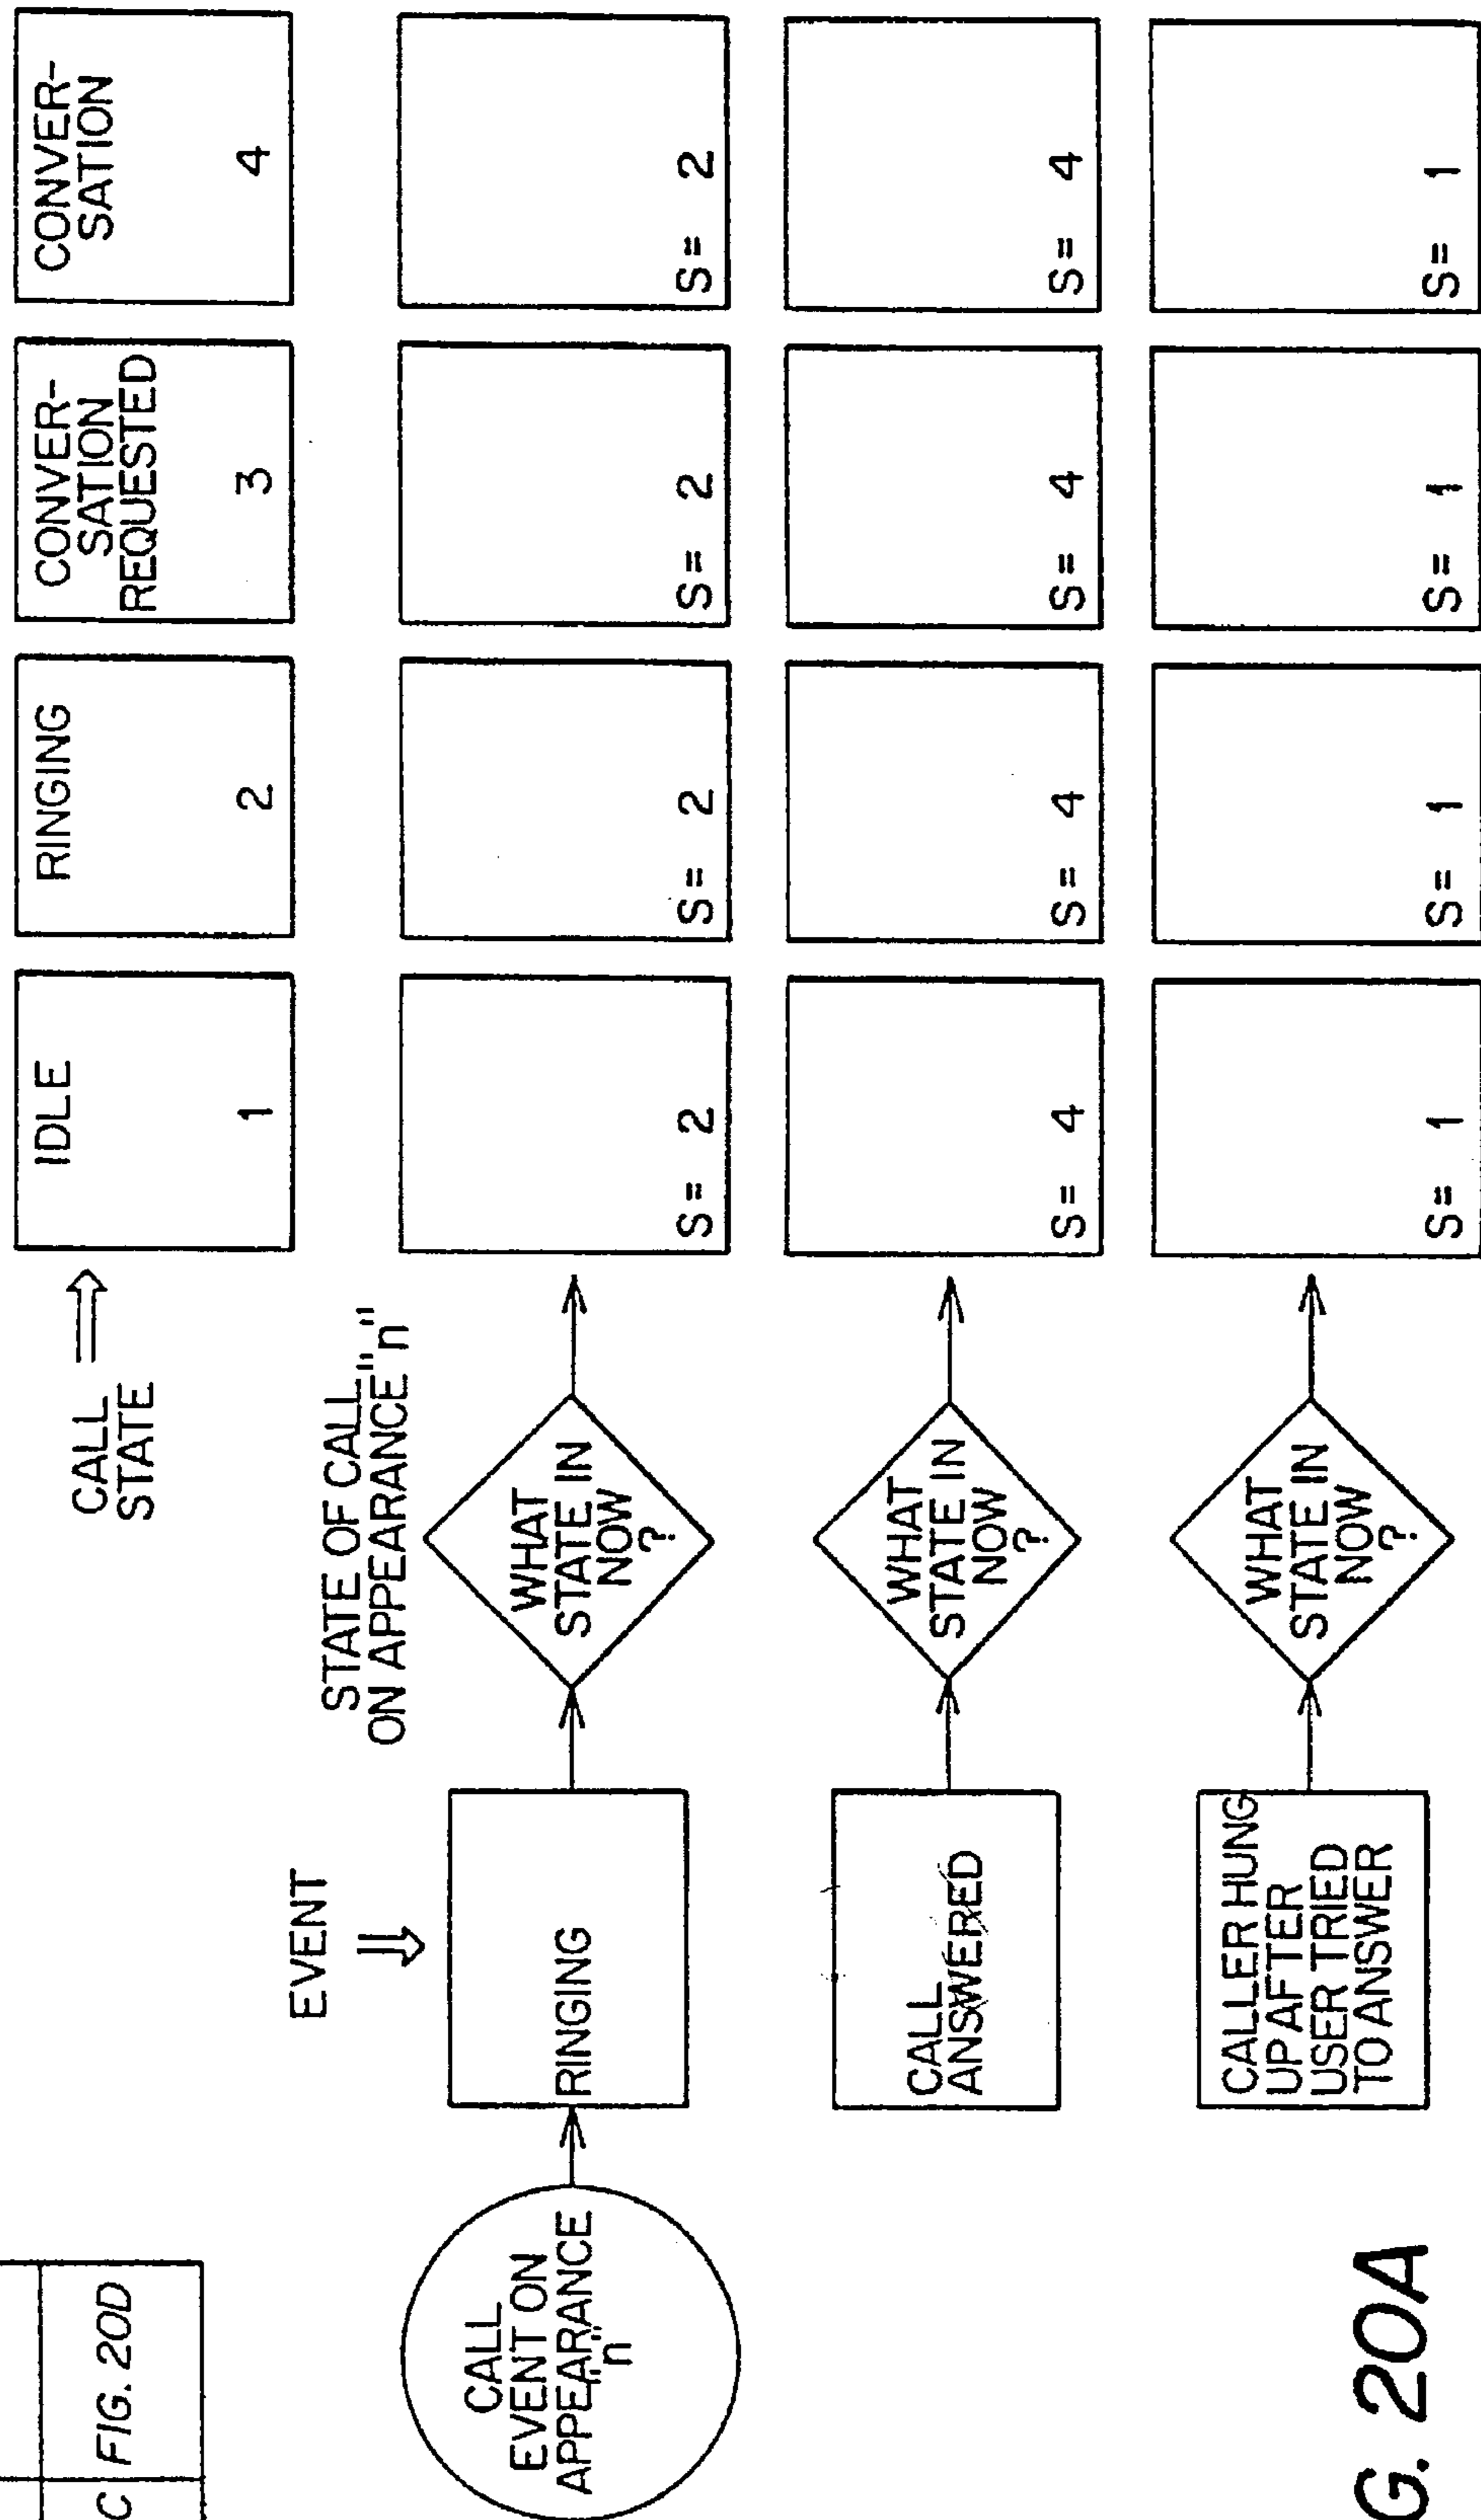 CALL
STATE
IDLE
1
RINGING
2
CONVER-
SATION
REQUESTED
3
CONVER-
SATION
4
EVENT
STATE OF CALL
ON APPEARANCE "n"
CALL
EVENT ON
APPEARANCE
"n"
RINGING
WHAT
STATE IN
NOW
?
S= 2
S= 2
S= 2
S= 2
CALL
ANSWERED
WHAT
STATE IN
NOW
?
S= 4
S= 4
S= 4
S= 4
CALLER HUNG
UP AFTER
USER TRIED
TO ANSWER
WHAT
STATE IN
NOW
?
S= 1
S= 1
S= 1
S= 1
C FIG. 20D
G. 20A